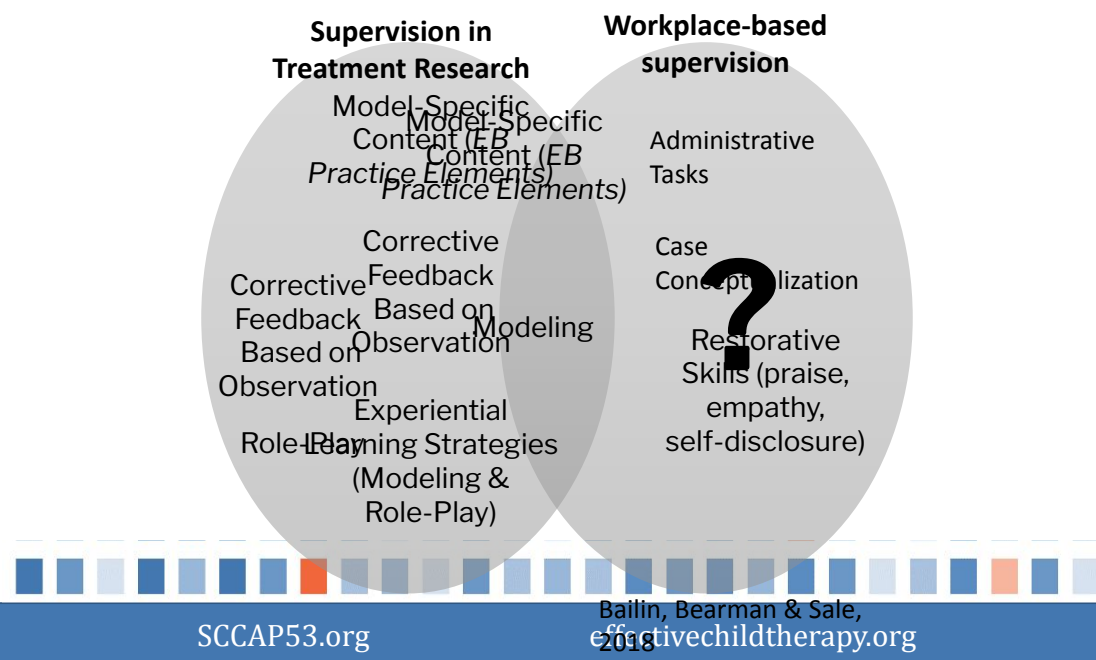 Supervision in
Treatment Research
Workplace-based
supervision
Model-Specific
Content (EB
Practice Elements)
Model-Specific
Content (EB
Practice Elements)
Administrative
Tasks
Corrective
Feedback
Based on
Observation
Corrective
Feedback
Based on
Observation
Modeling
Case
Conceptualization
?
Restorative
Skills (praise,
empathy,
self-disclosure)
Role-Play
Experiential
Learning Strategies
(Modeling &
Role-Play)
Bailin, Bearman & Sale,
2018
SCCAP53.org
effectivechildtherapy.org